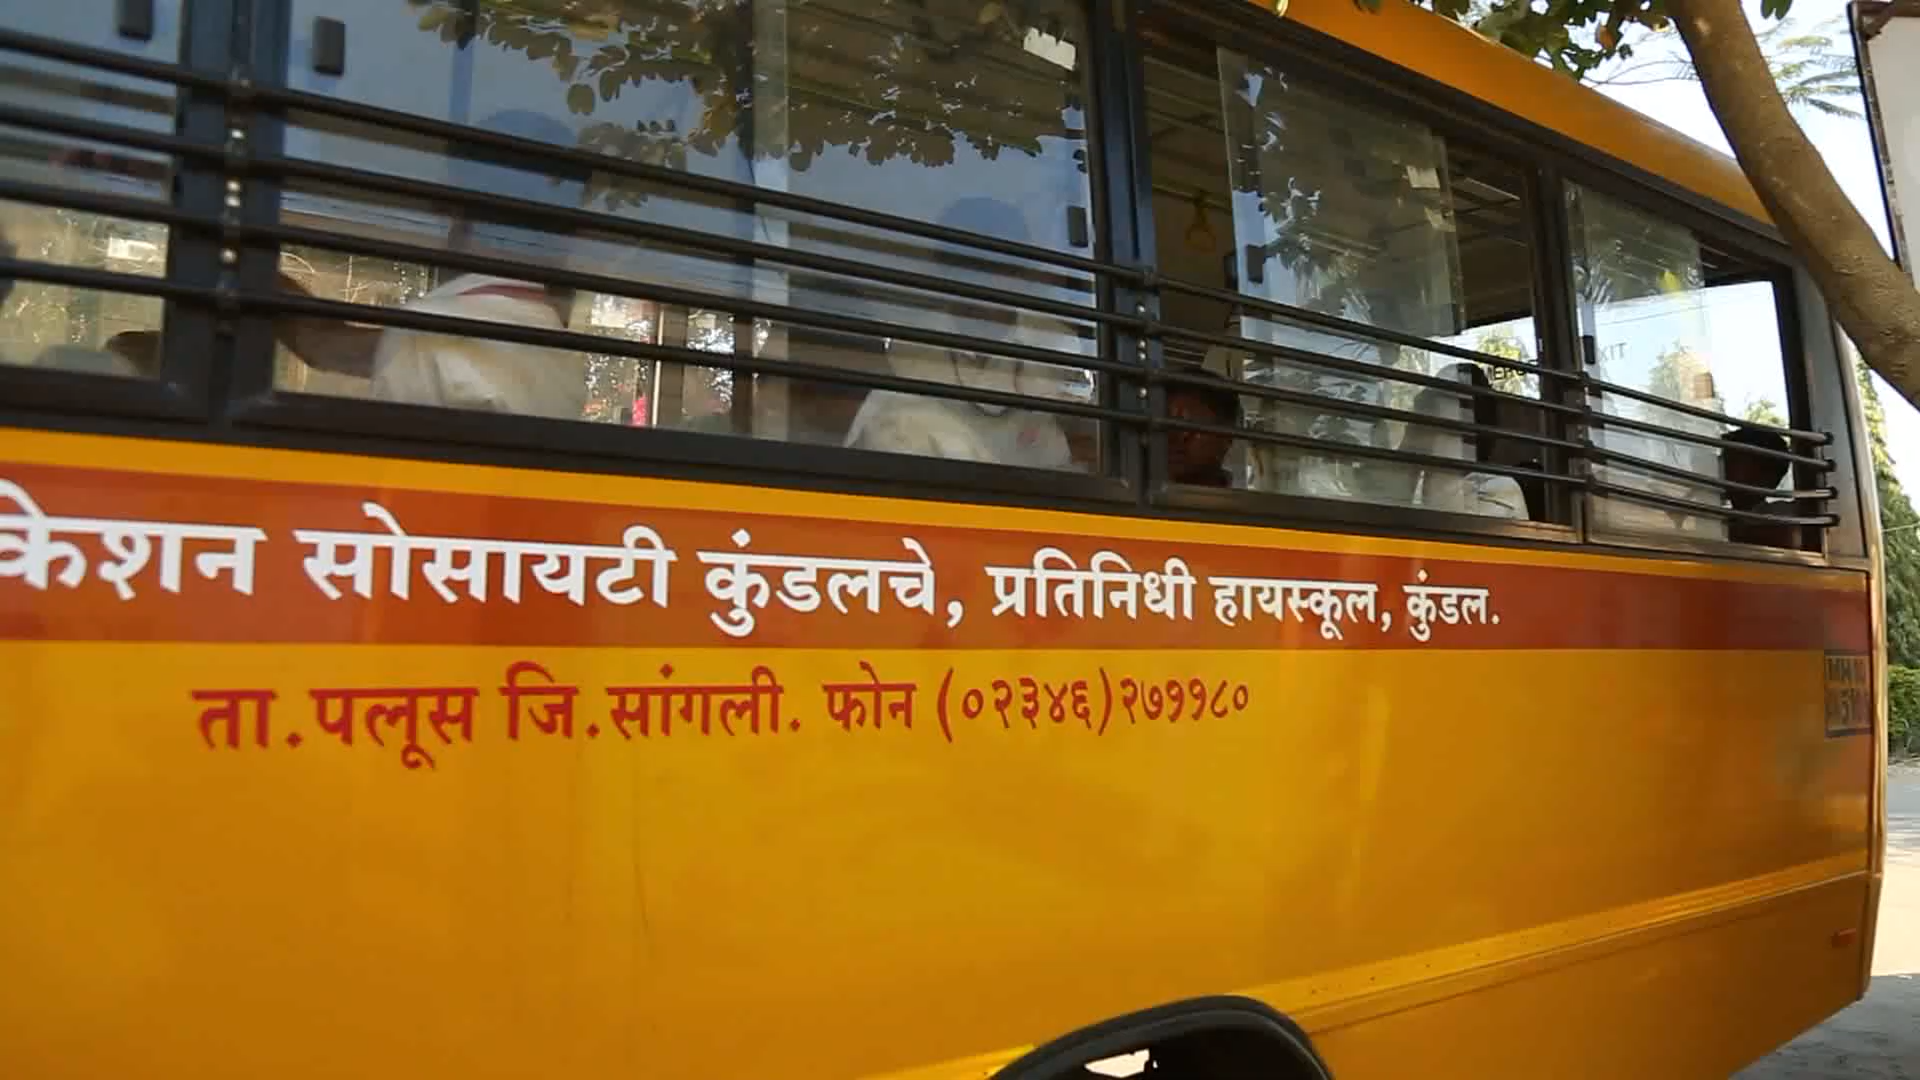 केशन सोसायटी कुंडलचे, प्रतिनिधी हायस्कूल, कुंडल.
ता.पलूस जि.सांगली. फोन (०२३४६)२७११८०